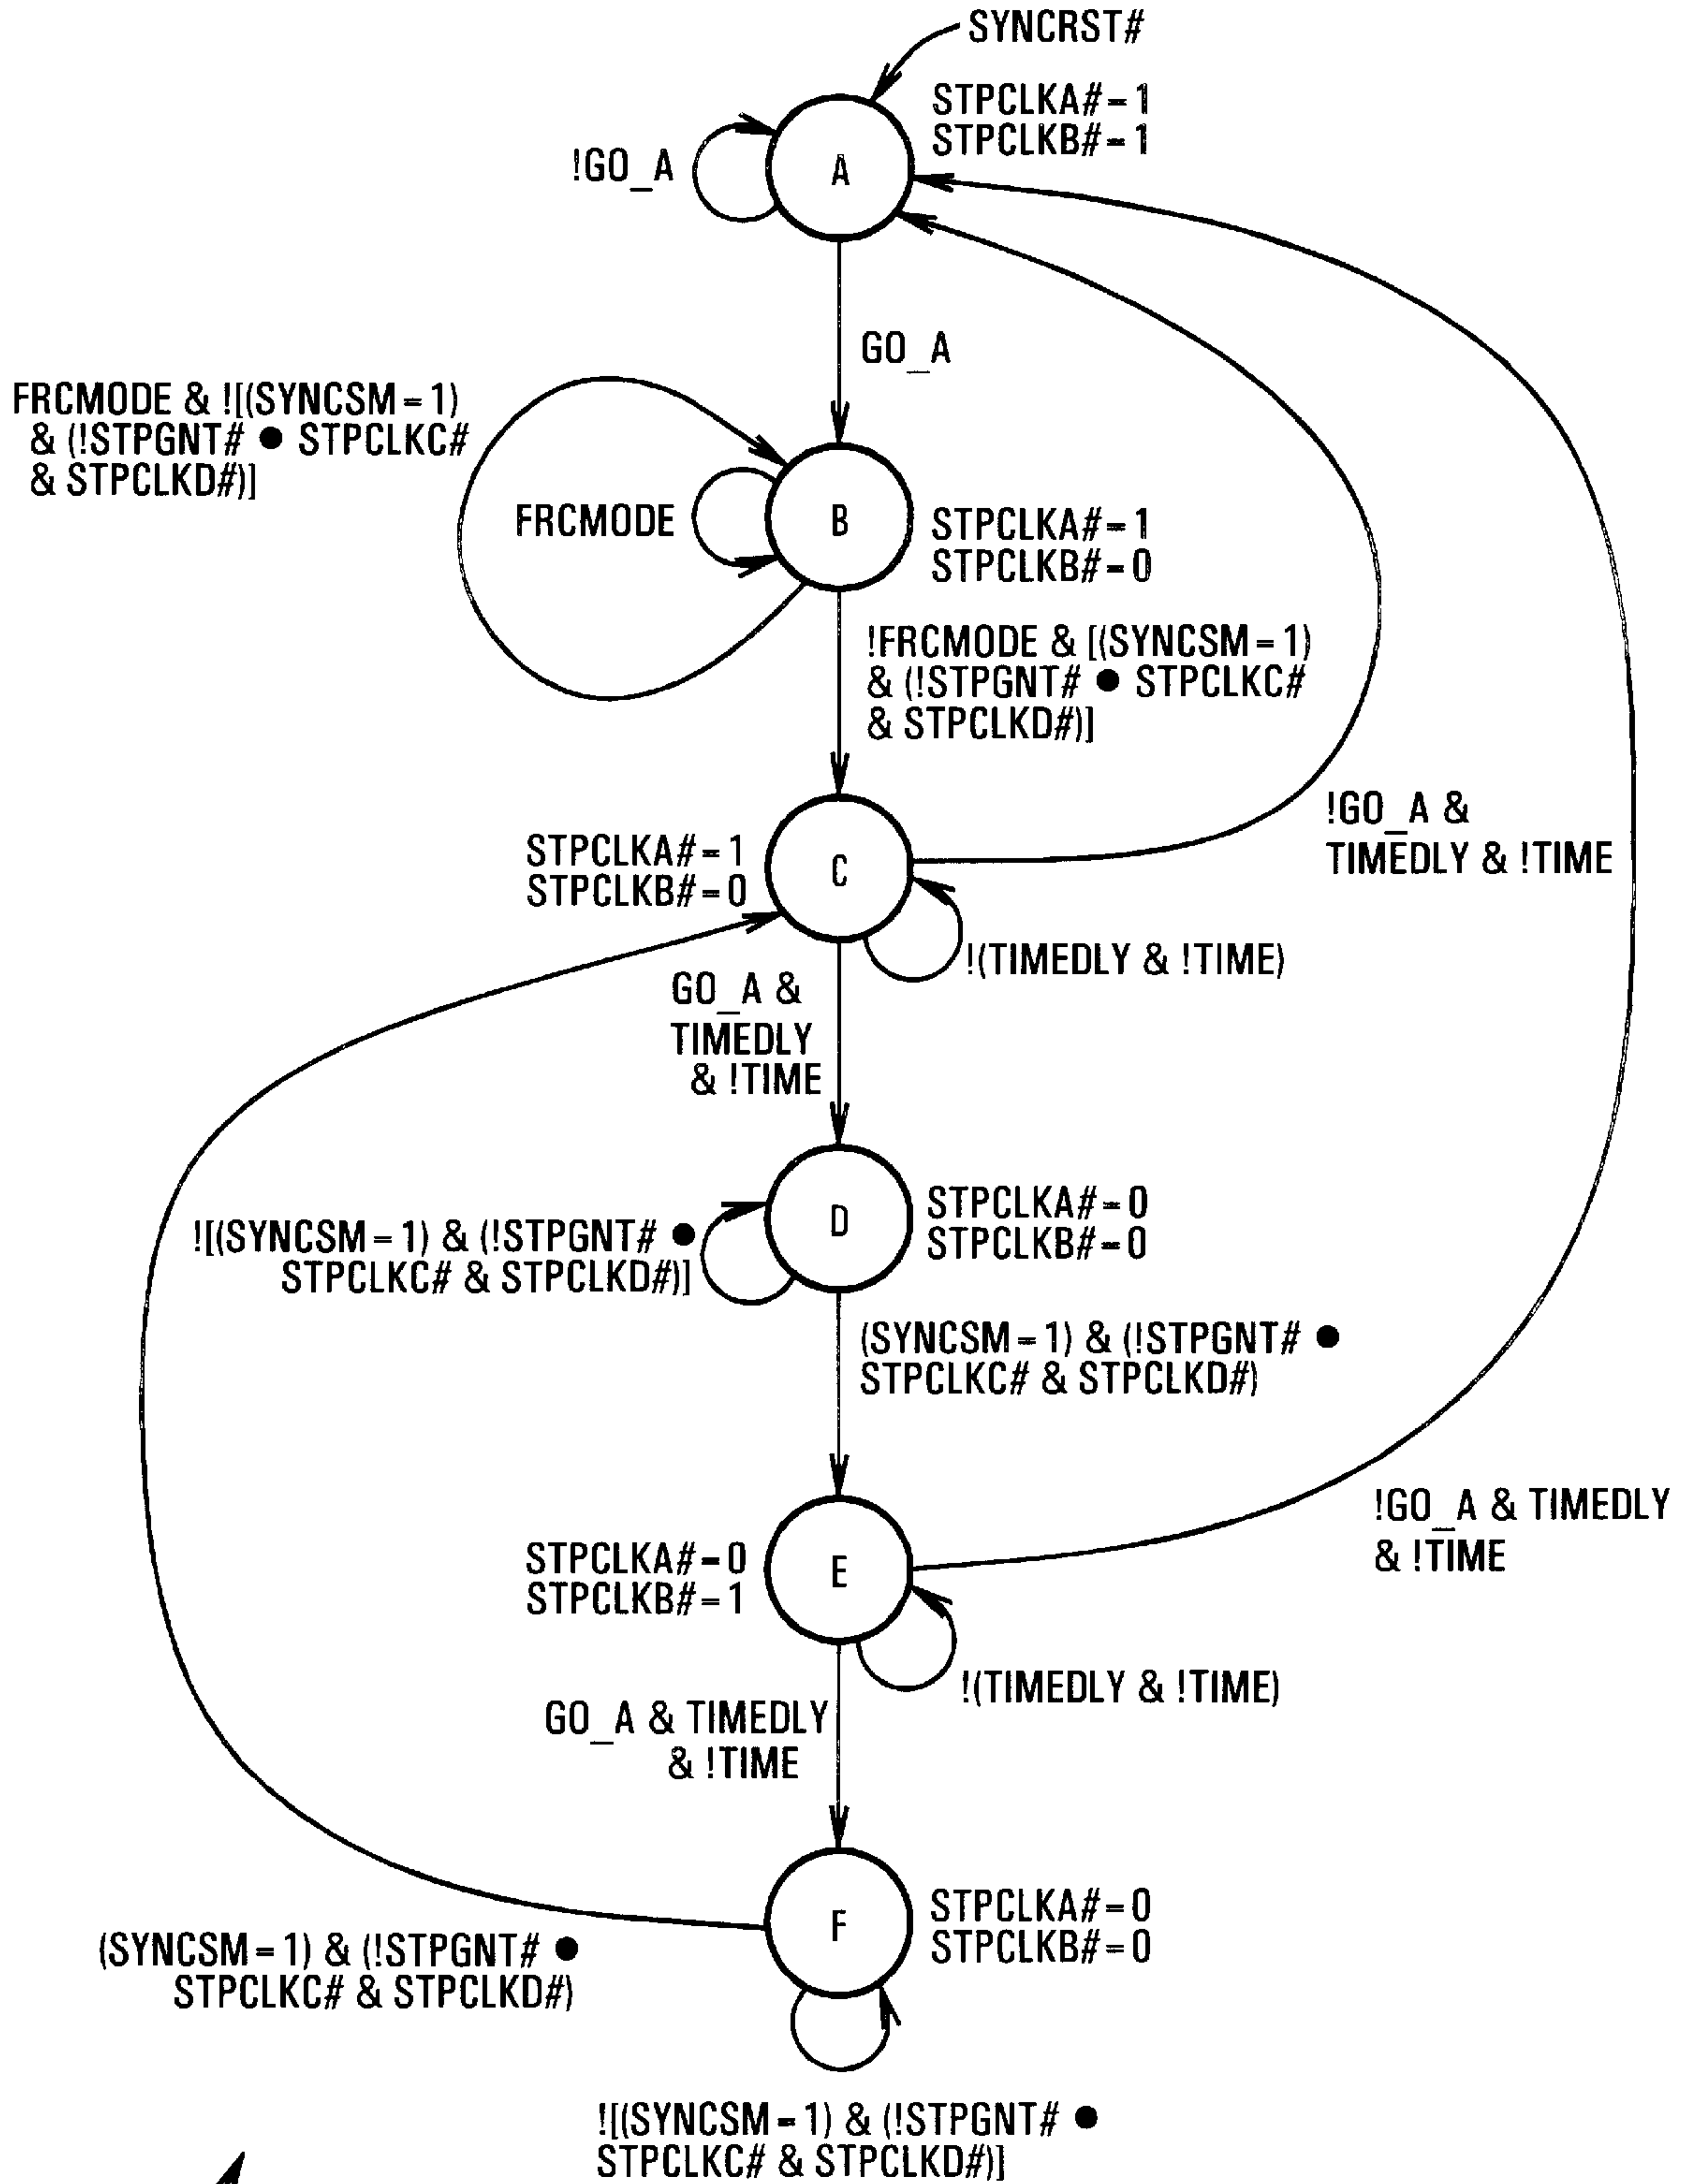 SYNCRST#
STPCLKA#=1
STPCLKB#=1
!GO_A
A
GO_A
FRCMODE & ![(SYNCSM=1)
& (!STPGNT# ● STPCLKC#
& STPCLKD#)]
FRCMODE
B
STPCLKA#=1
STPCLKB#=0
!FRCMODE & [(SYNCSM=1)
& (!STPGNT# ● STPCLKC#
& STPCLKD#)]
!GO_A &
TIMEDLY & !TIME
STPCLKA#=1
STPCLKB#=0
C
!(TIMEDLY & !TIME)
GO_A &
TIMEDLY
& !TIME
D
STPCLKA#=0
STPCLKB#=0
![(SYNCSM=1) & (!STPGNT# ●
STPCLKC# & STPCLKD#)]
(SYNCSM=1) & (!STPGNT# ●
STPCLKC# & STPCLKD#)
!GO_A & TIMEDLY
& !TIME
STPCLKA#=0
STPCLKB#=1
E
!(TIMEDLY & !TIME)
GO_A & TIMEDLY
& !TIME
F
STPCLKA#=0
STPCLKB#=0
(SYNCSM=1) & (!STPGNT# ●
STPCLKC# & STPCLKD#)
![(SYNCSM=1) & (!STPGNT# ●
STPCLKC# & STPCLKD#)]